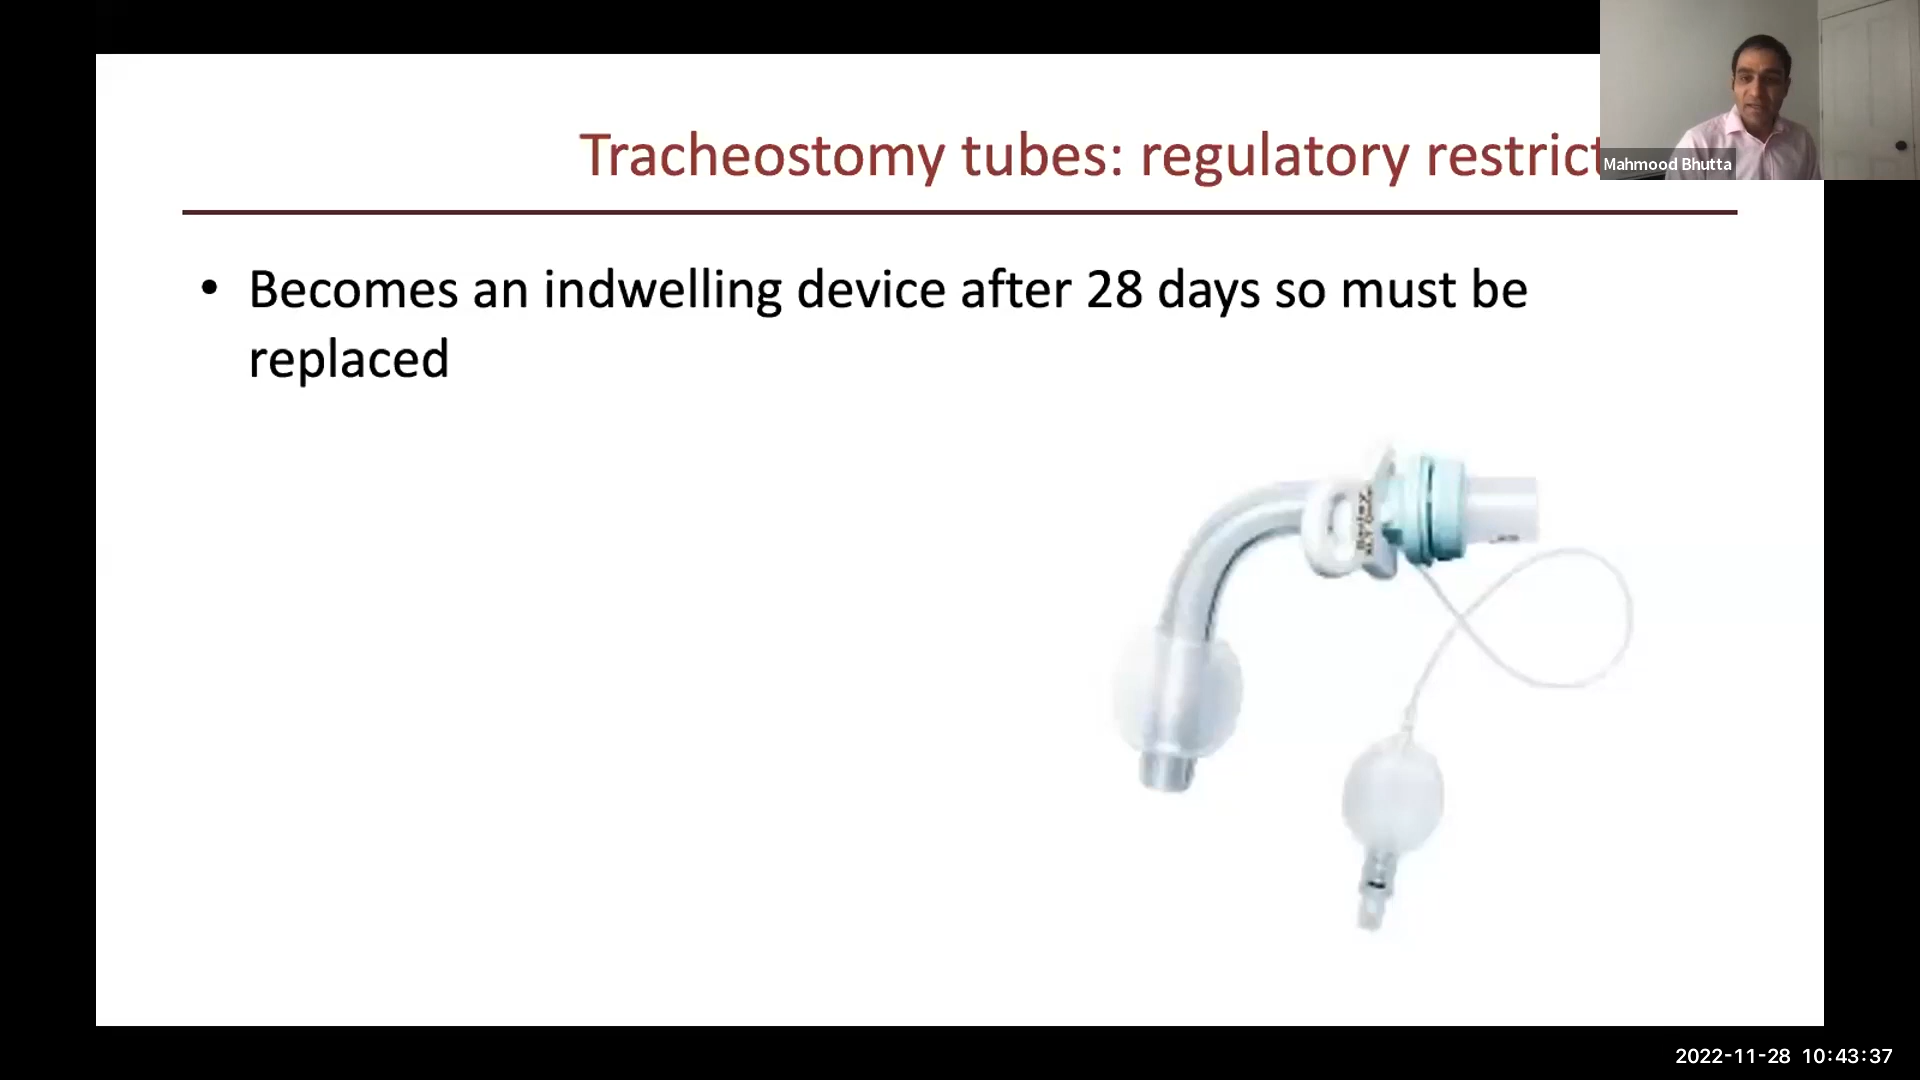 Tracheostomy tubes: regulatory restrict
Mahmood Bhutta
• Becomes an indwelling device after 28 days so must be
replaced
2022-11-28 10:43:37